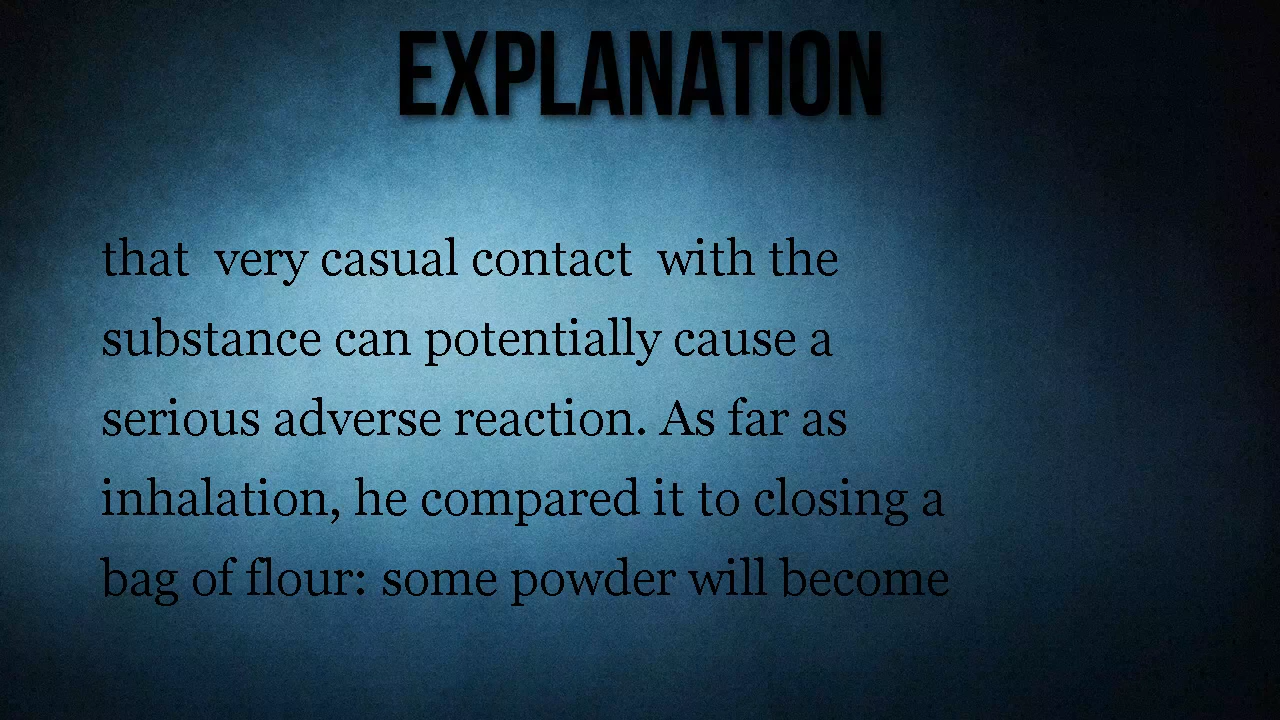 EXPLANATION
that very casual contact with the
substance can potentially cause a
serious adverse reaction. As far as
inhalation, he compared it to closing a
bag of flour: some powder will become